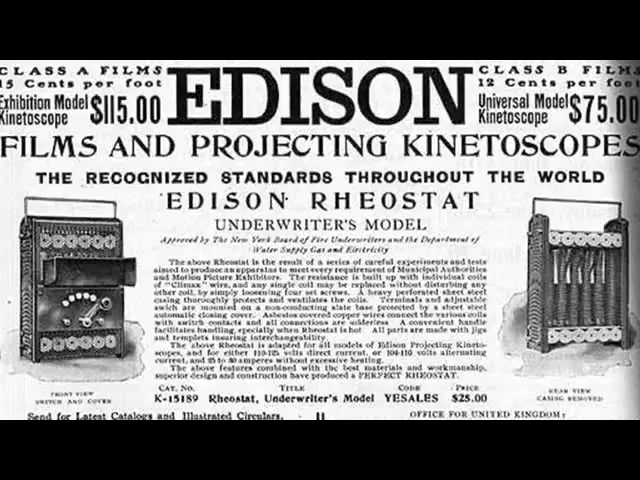 CLASS A FILMS
15 Cents per foot
Exhibition Model
Kinetoscope $115.00
EDISON
CLASS B FILMS
12 Cents per foot
Universal Model
Kinetoscope $75.00
FILMS AND PROJECTING KINETOSCOPES
THE RECOGNIZED STANDARDS THROUGHOUT THE WORLD
EDISON RHEOSTAT
UNDERWRITER'S MODEL
Approved by The New York Board of Fire Underwriters and the Department of
Water Supply Gas and Electricity
The above Rheostat is the result of a series of careful experiments and tests
aimed to produce an apparatus to meet every requirement of Municipal Authorities
and Motion Picture Exhibitors. The resistance is built up with individual coils
of "Climax" wire, and any single coil may be replaced without disturbing any
other coil, by simply loosening four set screws. A heavy perforated sheet steel
casing thoroughly protects and ventilates the coils. Terminals and adjustable
swich are mounted on a non-conducting slate base protected by a sheet steel
automatic closing cover. Asbestos covered copper wires connect the various coils
with switch contacts and all connections are solderless. A convenient handle
facilitates handling, specially when Rheostat is hot. All parts are made with jigs
and templets insuring interchangeability.
The above Rheostat is adapted for all models of Edison Projecting Kineto-
scopes, and for either 110-125 volts direct current, or 104-110 volts alternating
current, and 25 to 30 amperes without excessive heating.
The above features combined with the best materials and workmanship,
superior design and construction have produced a PERFECT RHEOSTAT.
CAT. NO. TITLE CODE PRICE
K-15189 Rheostat, Underwriter's Model YESALES $25.00
FRONT VIEW
SWITCH AND COVER
REAR VIEW
CASING REMOVED
Send for Latest Catalogs and Illustrated Circulars.
OFFICE FOR UNITED KINGDOM: